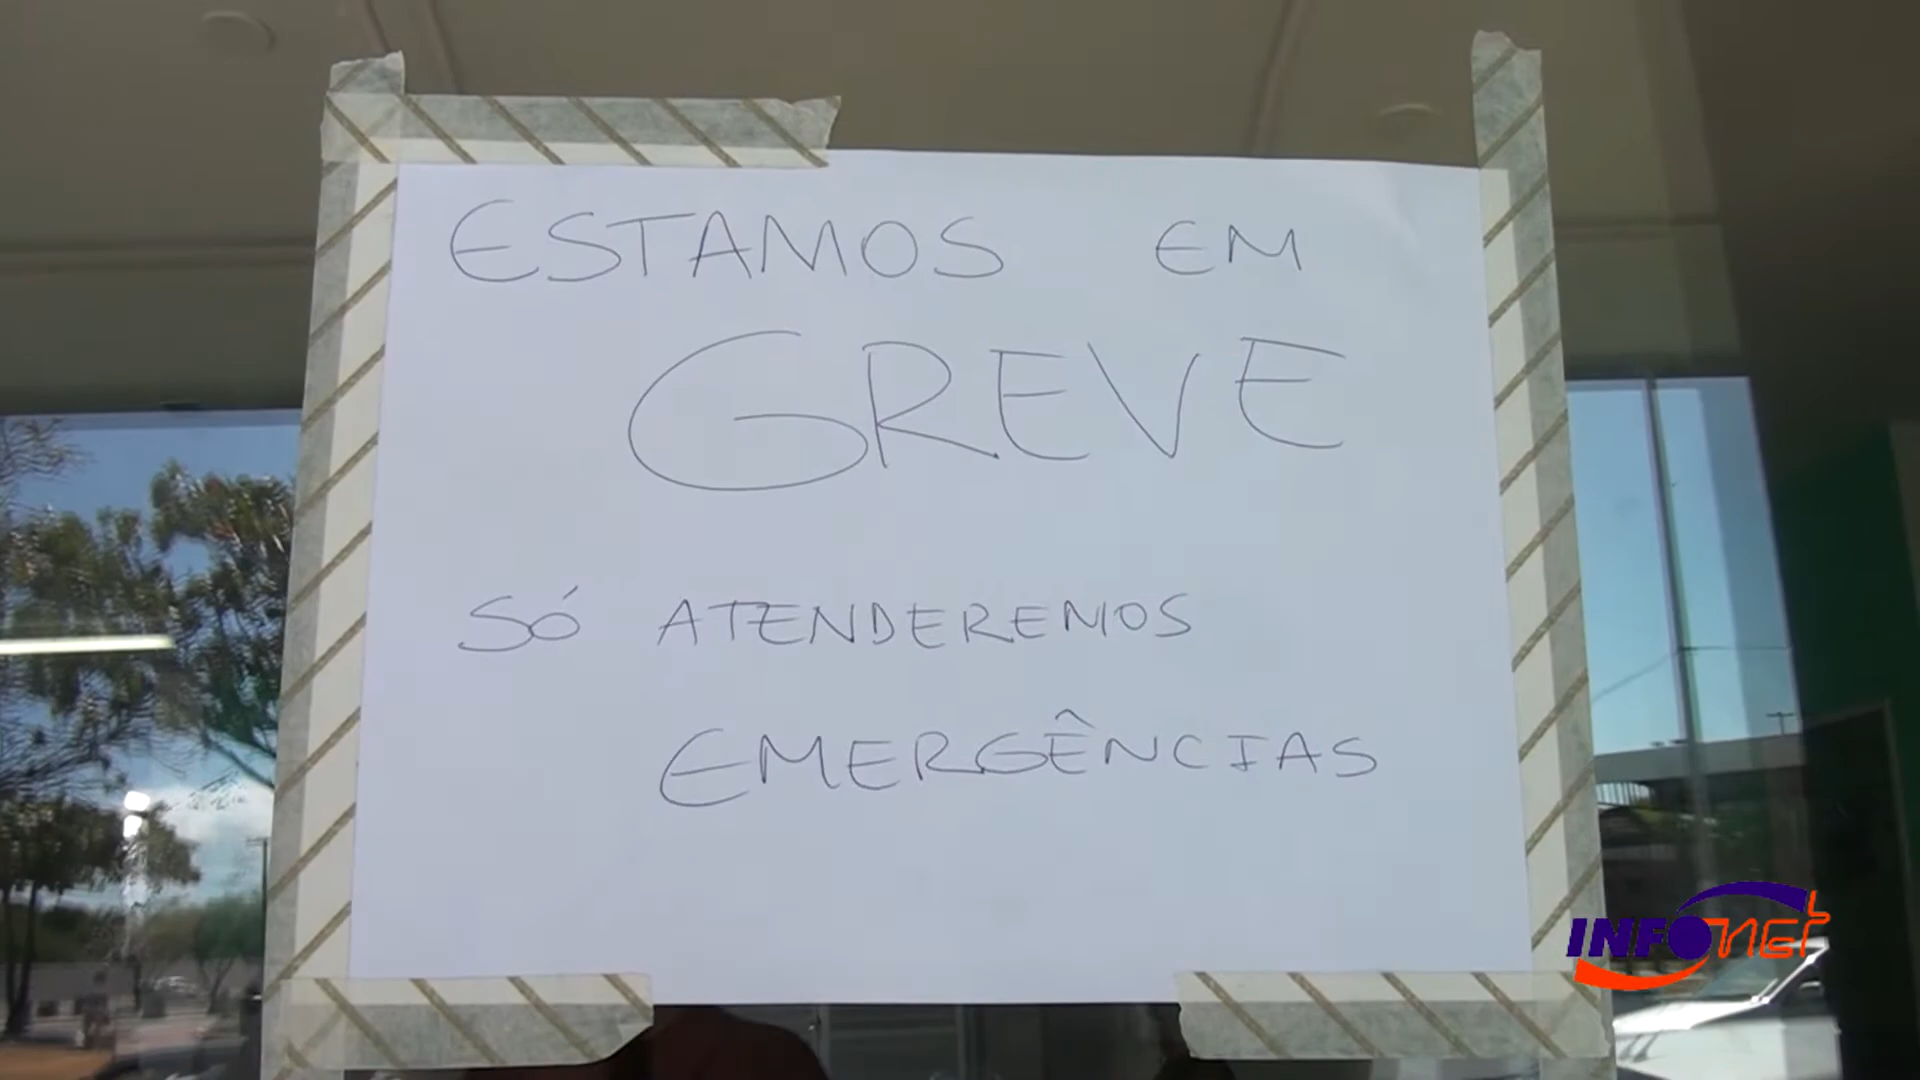 ESTAMOS EM
GREVE
SÓ ATENDEREMOS
EMERGÊNCIAS
INFONET